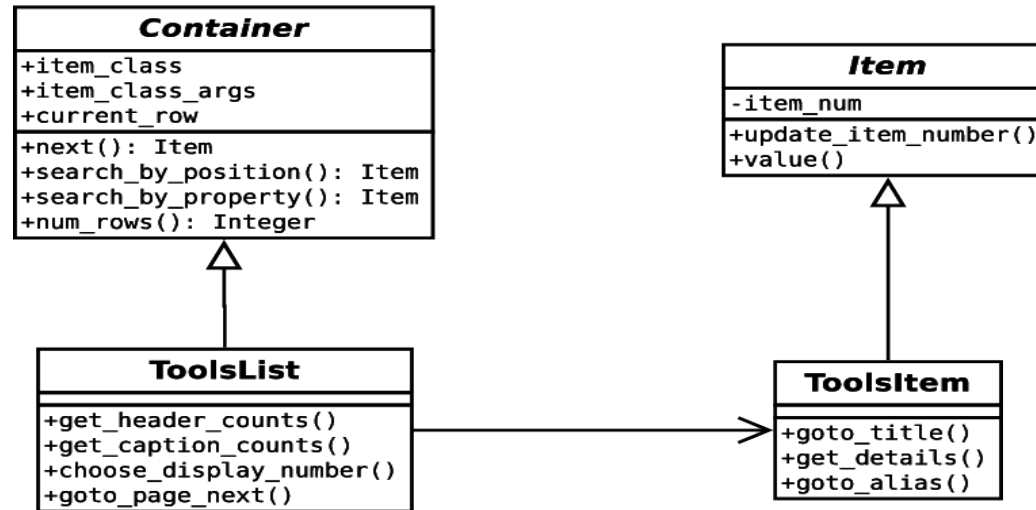 Container
+item_class
+item_class_args
+current_row
+next(): Item
+search_by_position(): Item
+search_by_property(): Item
+num_rows(): Integer
Item
-item_num
+update_item_number()
+value()
ToolsList
+get_header_counts()
+get_caption_counts()
+choose_display_number()
+goto_page_next()
ToolsItem
+goto_title()
+get_details()
+goto_alias()